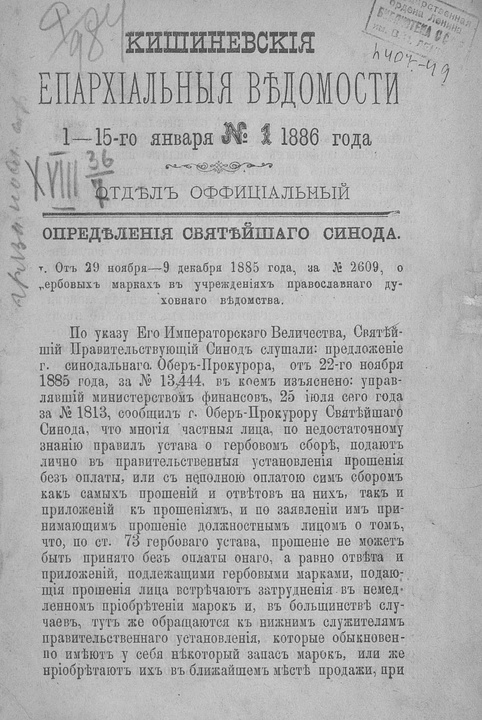 КИШИНЕВСКІЯ
ЕПАРХІАЛЬНЫЯ ВѢДОМОСТИ
1—15-го января № 1 1886 года
XVIII 36/7
ОТДѢЛЪ ОФФИЦІАЛЬНЫЙ
ОПРЕДѢЛЕНІЯ СВЯТѢЙШАГО СИНОДА.
т. Отъ 29 ноября—9 декабря 1885 года, за № 2609, о
гербовыхъ маркахъ въ учрежденіяхъ православнаго ду-
ховнаго вѣдомства.
По указу Его Императорскаго Величества, Святѣй-
шій Правительствующій Синодъ слушали: предложеніе
г. синодальнаго Оберъ-Прокурора, отъ 22-го ноября
1885 года, за № 13,444, въ коемъ изъяснено: управ-
лявшій министерствомъ финансовъ, 25 іюля сего года
за № 1813, сообщилъ г. Оберъ-Прокурору Святѣйшаго
Синода, что многія частныя лица, по недостаточному
знанію правилъ устава о гербовомъ сборѣ, подаютъ
лично въ правительственныя установленія прошенія
безъ оплаты, или съ неполною оплатою симъ сборомъ
какъ самыхъ прошеній и отвѣтовъ на нихъ, такъ и
приложеній къ прошеніямъ, и по заявленіи имъ при-
нимающимъ прошеніе должностнымъ лицомъ о томъ,
что, по ст. 73 гербоваго устава, прошеніе не можетъ
быть принято безъ оплаты онаго, а равно отвѣта и
приложеній, подлежащими гербовыми марками, подаю-
щія прошенія лица встрѣчаютъ затрудненія въ немед-
ленномъ пріобрѣтеніи марокъ и, въ большинствѣ слу-
чаевъ, тутъ же обращаются къ нижнимъ служителямъ
правительственнаго установленія, которые обыкновен-
но имѣютъ у себя нѣкоторый запасъ марокъ, или же
нріобрѣтаютъ ихъ въ ближайшемъ мѣстѣ продажи, при